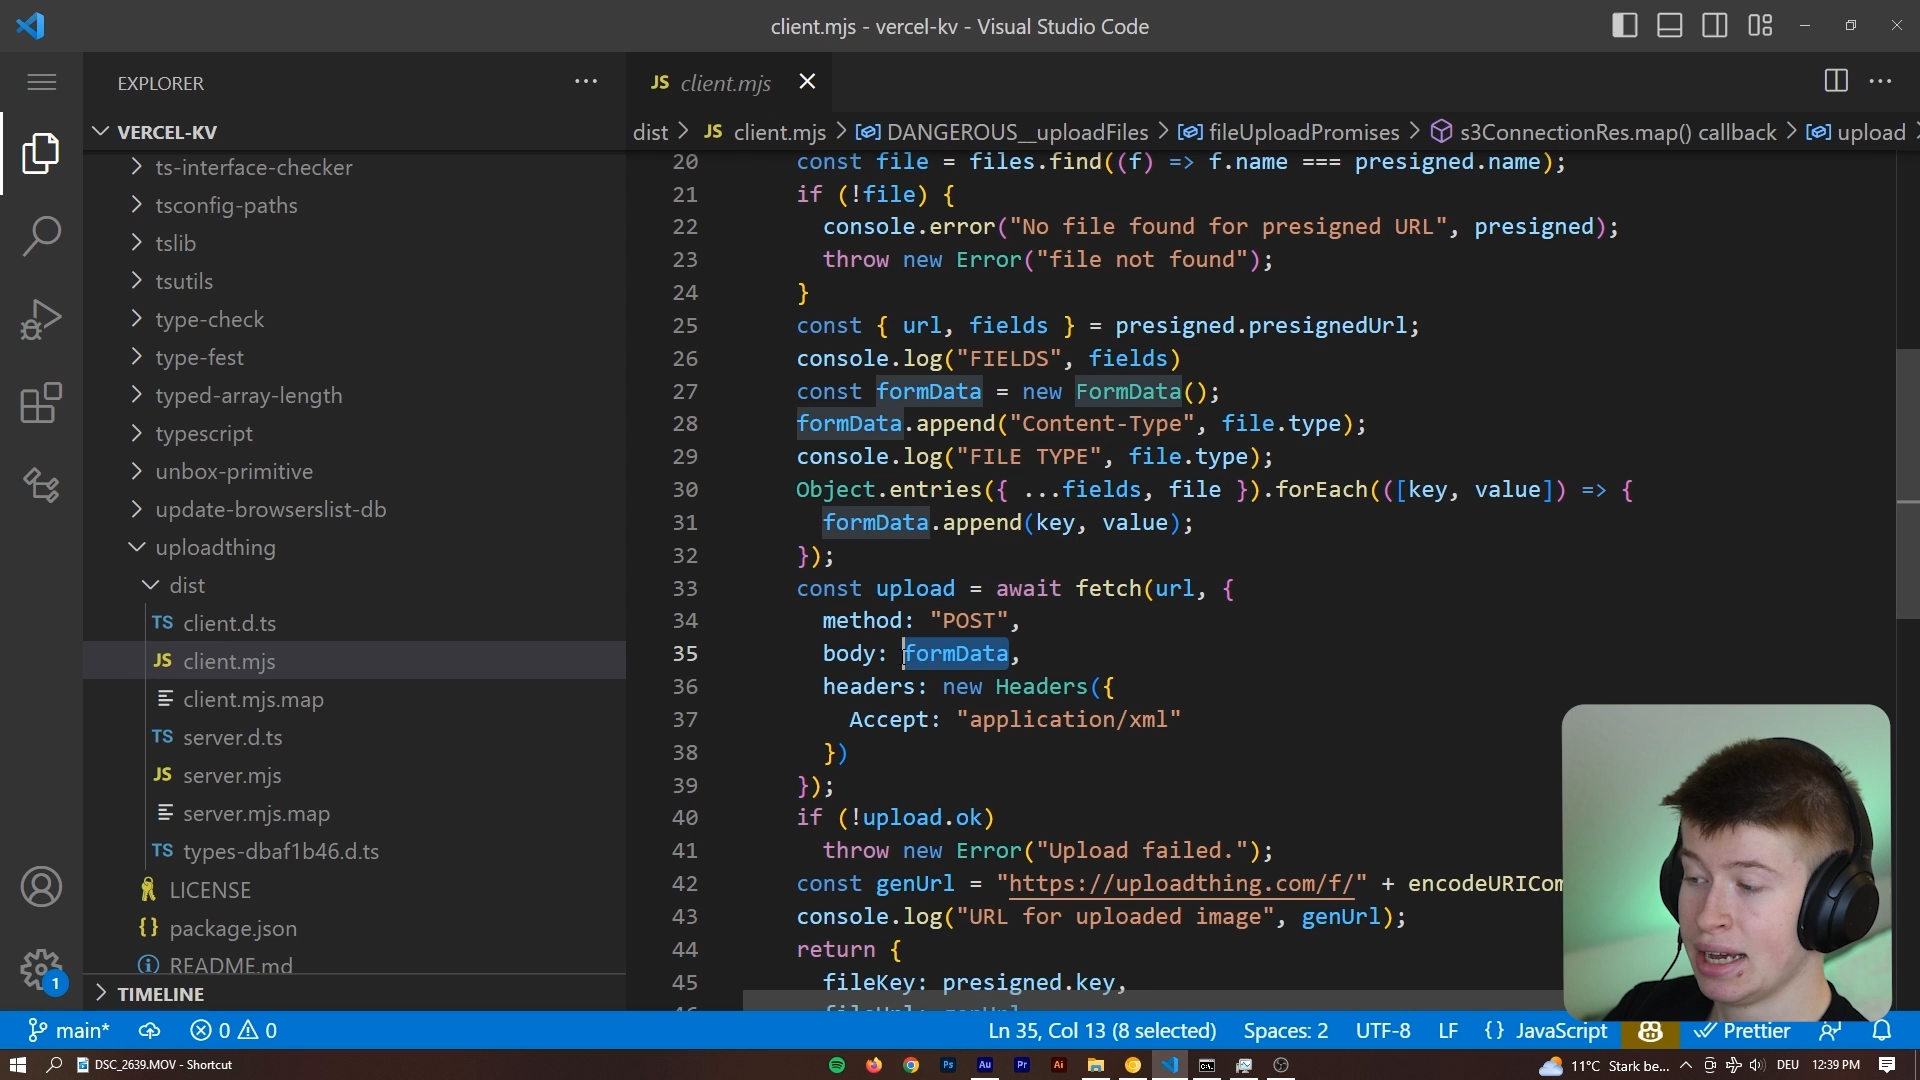 client.mjs - vercel-kv - Visual Studio Code
EXPLORER
VERCEL-KV
ts-interface-checker
tsconfig-paths
tslib
tsutils
type-check
type-fest
typed-array-length
typescript
unbox-primitive
update-browserslist-db
uploadthing
dist
TS client.d.ts
JS client.mjs
client.mjs.map
TS server.d.ts
JS server.mjs
server.mjs.map
TS types-dbaf1b46.d.ts
LICENSE
{} package.json
README.md
TIMELINE
1
JS client.mjs
dist > JS client.mjs > DANGEROUS__uploadFiles > fileUploadPromises > s3ConnectionRes.map() callback > upload >
20 const file = files.find((f) => f.name === presigned.name);
21 if (!file) {
22 console.error("No file found for presigned URL", presigned);
23 throw new Error("file not found");
24 }
25 const { url, fields } = presigned.presignedUrl;
26 console.log("FIELDS", fields)
27 const formData = new FormData();
28 formData.append("Content-Type", file.type);
29 console.log("FILE TYPE", file.type);
30 Object.entries({ ...fields, file }).forEach(([key, value]) => {
31 formData.append(key, value);
32 });
33 const upload = await fetch(url, {
34 method: "POST",
35 body: formData,
36 headers: new Headers({
37 Accept: "application/xml"
38 })
39 });
40 if (!upload.ok)
41 throw new Error("Upload failed.");
42 const genUrl = "https://uploadthing.com/f/" + encodeURICom
43 console.log("URL for uploaded image", genUrl);
44 return {
45 fileKey: presigned.key,
main* 0 0
Ln 35, Col 13 (8 selected) Spaces: 2 UTF-8 LF {} JavaScript Prettier
DSC_2639.MOV - Shortcut
Ps Au Pr Ai
11°C Stark be... DEU 12:39 PM